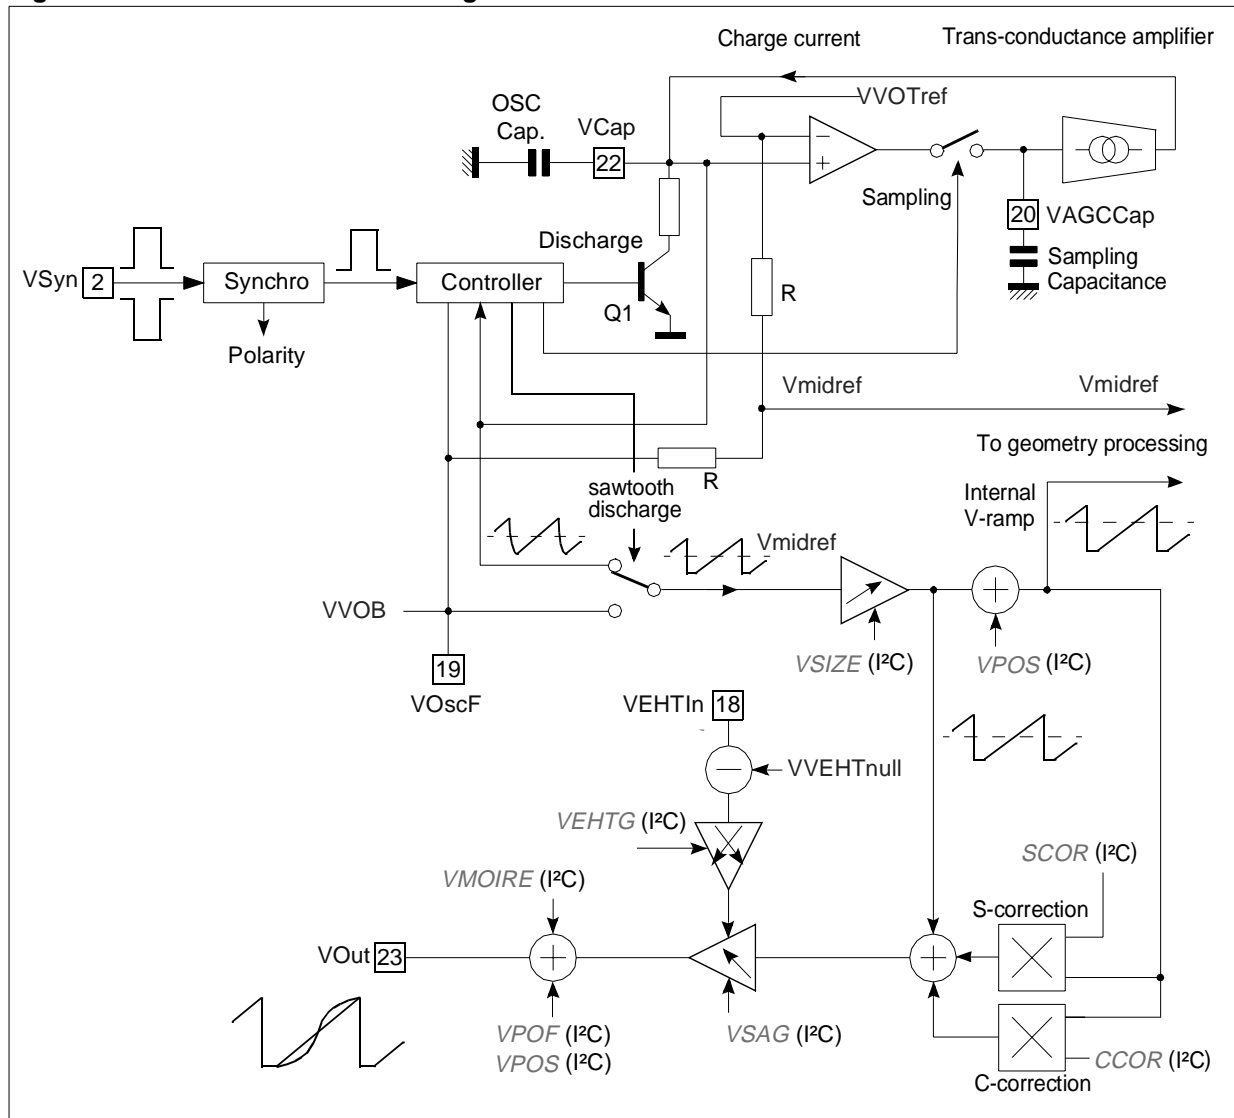 Charge current
Trans-conductance amplifier
VVOTref
OSC
Cap.
VCap
22
−
+
Sampling
20 VAGCCap
Sampling
Capacitance
Discharge
VSyn 2
Synchro
Controller
Q1
R
Polarity
Vmidref
Vmidref
To geometry processing
R
sawtooth
discharge
Internal
V-ramp
Vmidref
VVOB
19
VOscF
VSIZE (I²C)
VPOS (I²C)
VEHTIn 18
VVEHTnull
VEHTG (I²C)
SCOR (I²C)
VMOIRE (I²C)
S-correction
VOut 23
VPOF (I²C)
VPOS (I²C)
VSAG (I²C)
CCOR (I²C)
C-correction